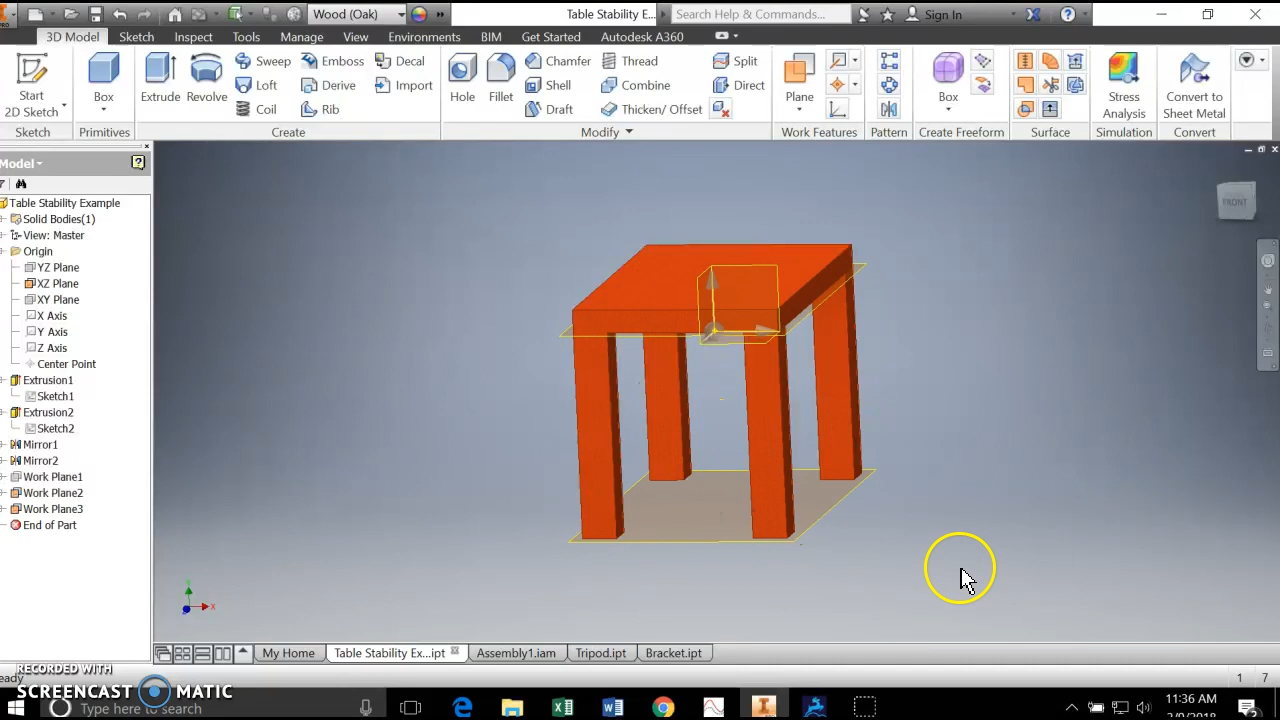 PRO
Wood (Oak)
Table Stability E...
Search Help & Commands...
Sign In
3D Model Sketch Inspect Tools Manage View Environments BIM Get Started Autodesk A360
Start
2D Sketch
Box
Extrude
Revolve
Sweep
Loft
Coil
Emboss
Derive
Rib
Decal
Import
Hole
Fillet
Chamfer
Shell
Draft
Thread
Combine
Thicken/ Offset
Split
Direct
Plane
Box
Stress
Analysis
Convert to
Sheet Metal
Sketch Primitives Create Modify Work Features Pattern Create Freeform Surface Simulation Convert
Model
Table Stability Example
Solid Bodies(1)
View: Master
Origin
YZ Plane
XZ Plane
XY Plane
X Axis
Y Axis
Z Axis
Center Point
Extrusion1
Sketch1
Extrusion2
Sketch2
Mirror1
Mirror2
Work Plane1
Work Plane2
Work Plane3
End of Part
FRONT
X
My Home Table Stability Ex...ipt Assembly1.iam Tripod.ipt Bracket.ipt
RECORDED WITH
eady
1 7
SCREENCAST MATIC
Type here to search
11:36 AM